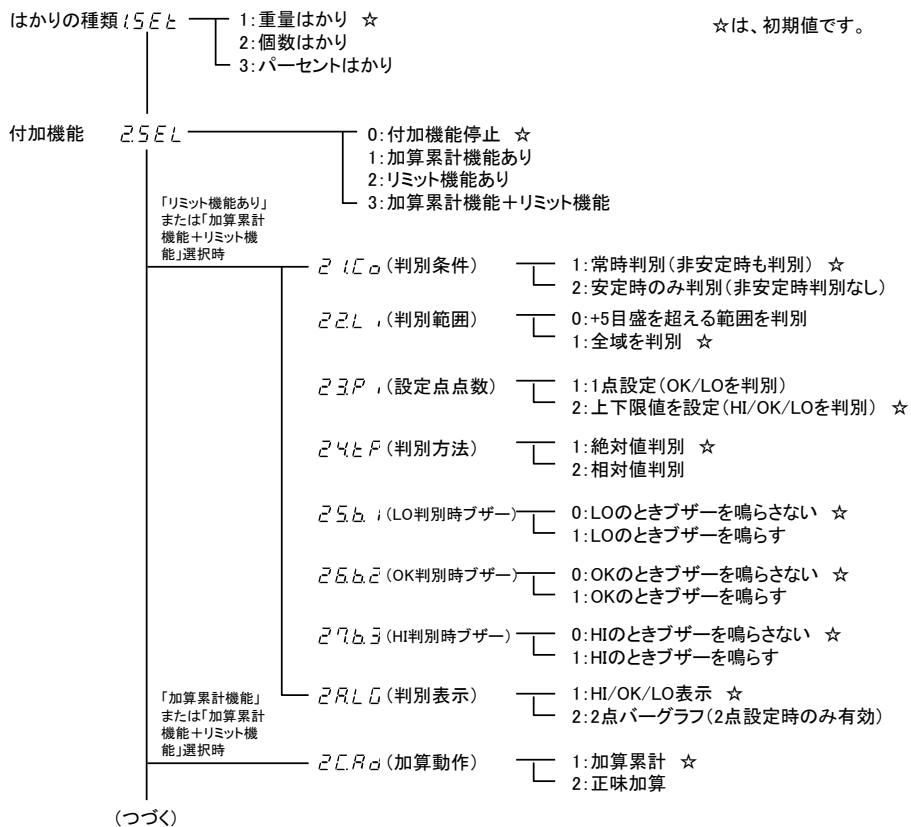 はかりの種類 1.SEt 1:重量はかり ☆
2:個数はかり
3:パーセントはかり
☆は、初期値です。
付加機能 2.SEL 0:付加機能停止 ☆
1:加算累計機能あり
2:リミット機能あり
3:加算累計機能+リミット機能
「リミット機能あり」
または「加算累計
機能+リミット機
能」選択時
21.Co(判別条件) 1:常時判別(非安定時も判別) ☆
2:安定時のみ判別(非安定時判別なし)
22.Li(判別範囲) 0:+5目盛を超える範囲を判別
1:全域を判別 ☆
23.Pi(設定点点数) 1:1点設定(OK/LOを判別)
2:上下限値を設定(HI/OK/LOを判別) ☆
24.tP(判別方法) 1:絶対値判別 ☆
2:相対値判別
25.b.1(LO判別時ブザー) 0:LOのときブザーを鳴らさない ☆
1:LOのときブザーを鳴らす
26.b.2(OK判別時ブザー) 0:OKのときブザーを鳴らさない ☆
1:OKのときブザーを鳴らす
27.b.3(HI判別時ブザー) 0:HIのときブザーを鳴らさない ☆
1:HIのときブザーを鳴らす
2A.LG(判別表示) 1:HI/OK/LO表示 ☆
2:2点バーグラフ(2点設定時のみ有効)
「加算累計機能」
または「加算累計
機能+リミット機
能」選択時
2C.Ad(加算動作) 1:加算累計 ☆
2:正味加算
(つづく)